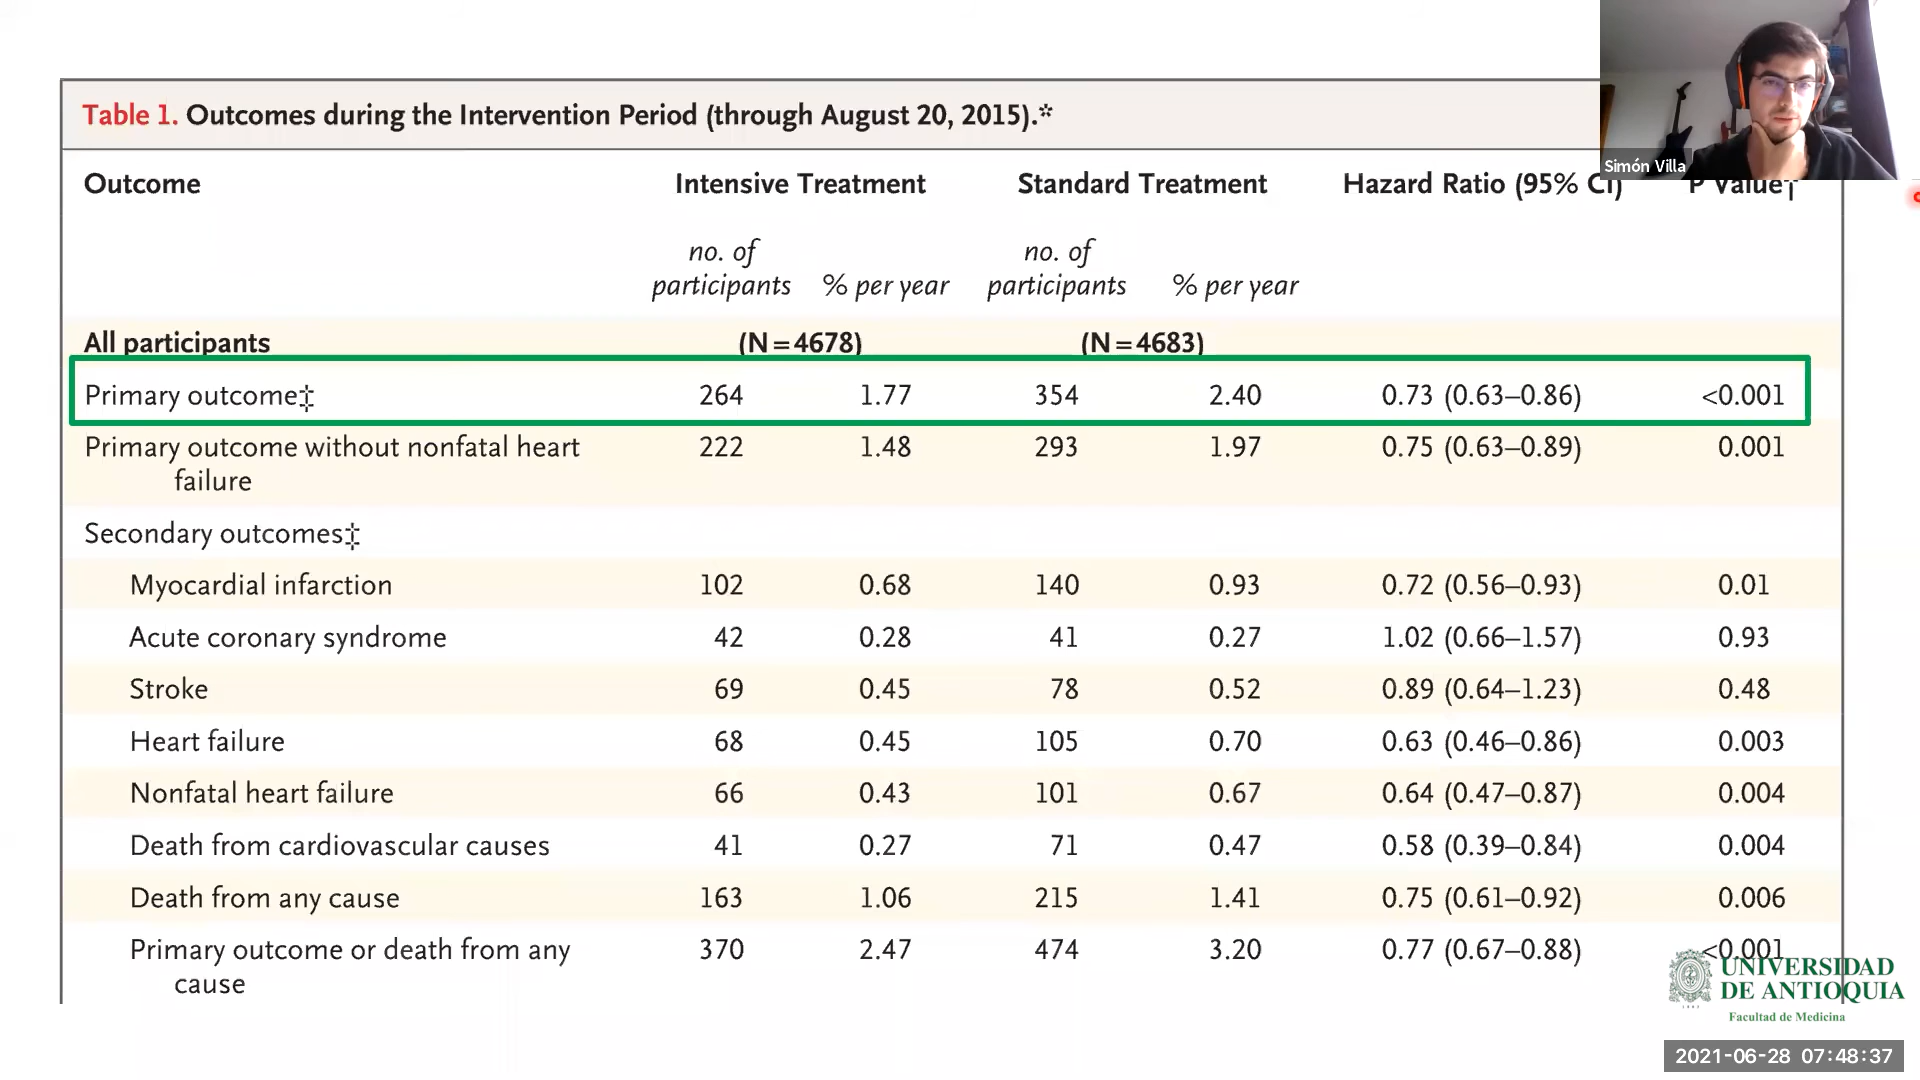 Table 1. Outcomes during the Intervention Period (through August 20, 2015).*
Simón Villa
Outcome Intensive Treatment Standard Treatment Hazard Ratio (95% CI) P Value†
no. of participants % per year no. of participants % per year
All participants (N=4678) (N=4683)
Primary outcome‡ 264 1.77 354 2.40 0.73 (0.63–0.86) <0.001
Primary outcome without nonfatal heart 222 1.48 293 1.97 0.75 (0.63–0.89) 0.001
failure
Secondary outcomes‡
Myocardial infarction 102 0.68 140 0.93 0.72 (0.56–0.93) 0.01
Acute coronary syndrome 42 0.28 41 0.27 1.02 (0.66–1.57) 0.93
Stroke 69 0.45 78 0.52 0.89 (0.64–1.23) 0.48
Heart failure 68 0.45 105 0.70 0.63 (0.46–0.86) 0.003
Nonfatal heart failure 66 0.43 101 0.67 0.64 (0.47–0.87) 0.004
Death from cardiovascular causes 41 0.27 71 0.47 0.58 (0.39–0.84) 0.004
Death from any cause 163 1.06 215 1.41 0.75 (0.61–0.92) 0.006
Primary outcome or death from any 370 2.47 474 3.20 0.77 (0.67–0.88) <0.001
cause
UNIVERSIDAD
DE ANTIOQUIA
Facultad de Medicina
2021-06-28 07:48:37